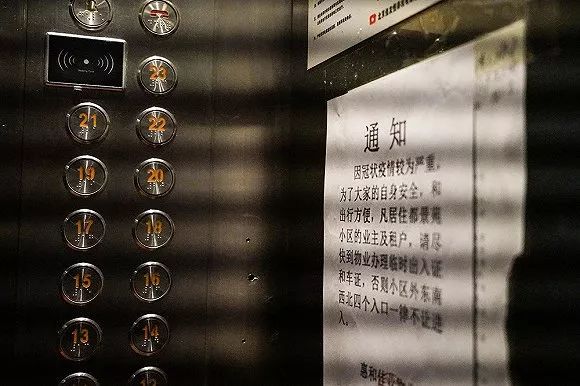 23
21 22
19 20
17 18
15 16
13 14
通知
因冠状疫情较为严重，
为了大家的自身安全，和
出行方便，凡居住都景苑
小区的业主及租户，请尽
快到物业办理临时出入证
和车证，否则小区外东南
西北四个入口一律不让进
入。
惠和